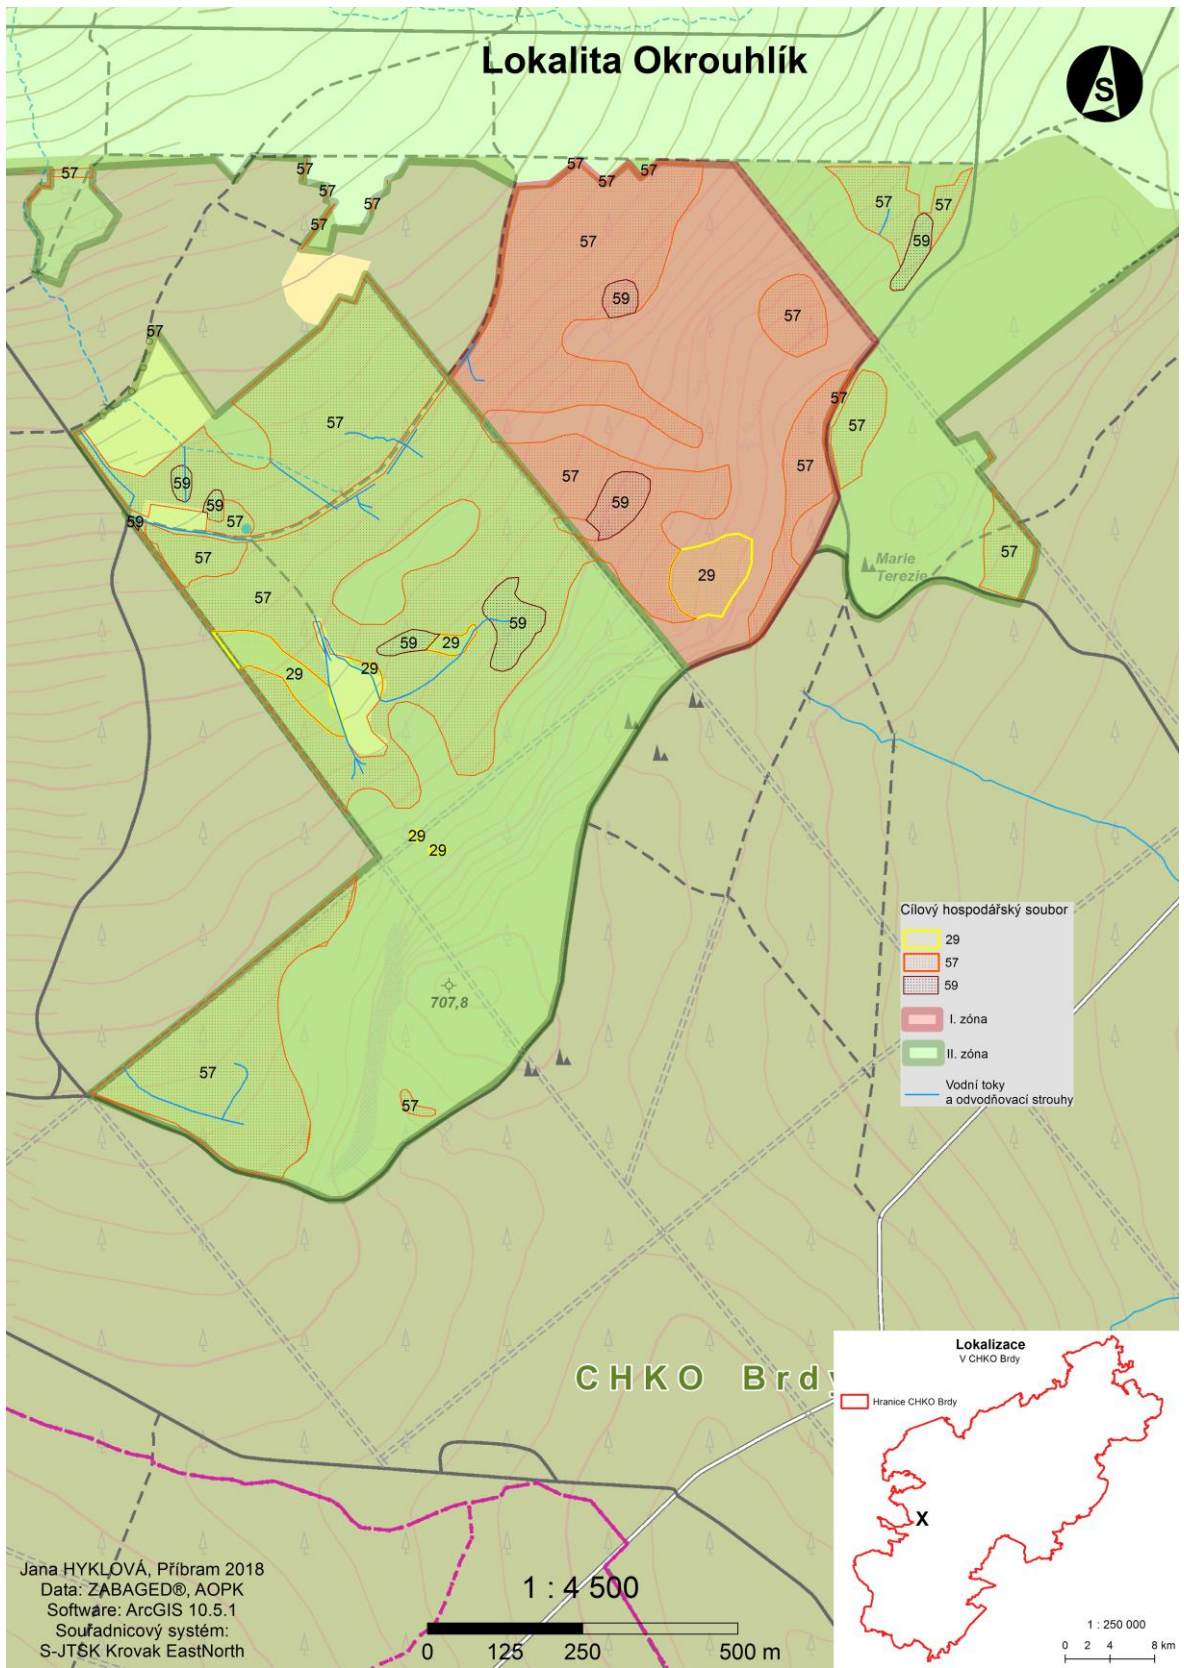 Lokalita Okrouhlík
S
57
57
57
57
57
57
57
57
57
57
57
59
59
57
57
57
57
57
57
57
57
59
59
59
57
59
57
57
57
29
Marie
Terezie
57
59
59
29
29
29
29
29
707,8
57
57
Cílový hospodářský soubor
29
57
59
I. zóna
II. zóna
Vodní toky
a odvodňovací strouhy
CHKO Brdy
Lokalizace
V CHKO Brdy
Hranice CHKO Brdy
X
1 : 250 000
0 2 4 8 km
Jana HYKLOVÁ, Příbram 2018
Data: ZABAGED®, AOPK
Software: ArcGIS 10.5.1
Souřadnicový systém:
S-JTSK Krovak EastNorth
1 : 4 500
0 125 250 500 m